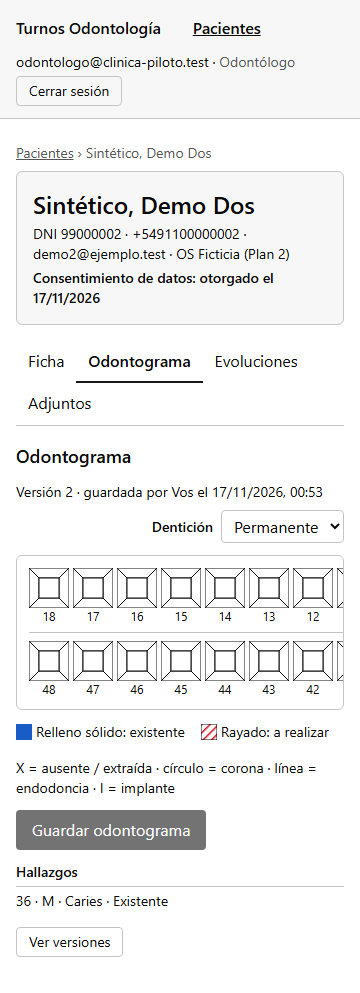 Turnos Odontología Pacientes
odontologo@clinica-piloto.test · Odontólogo
Cerrar sesión
Pacientes › Sintético, Demo Dos
Sintético, Demo Dos
DNI 99000002 · +5491100000002 ·
demo2@ejemplo.test · OS Ficticia (Plan 2)
Consentimiento de datos: otorgado el
17/11/2026
Ficha Odontograma Evoluciones
Adjuntos
Odontograma
Versión 2 · guardada por Vos el 17/11/2026, 00:53
Dentición Permanente
18 17 16 15 14 13 12
48 47 46 45 44 43 42
Relleno sólido: existente Rayado: a realizar
X = ausente / extraída · círculo = corona · línea =
endodoncia · I = implante
Guardar odontograma
Hallazgos
36 · M · Caries · Existente
Ver versiones